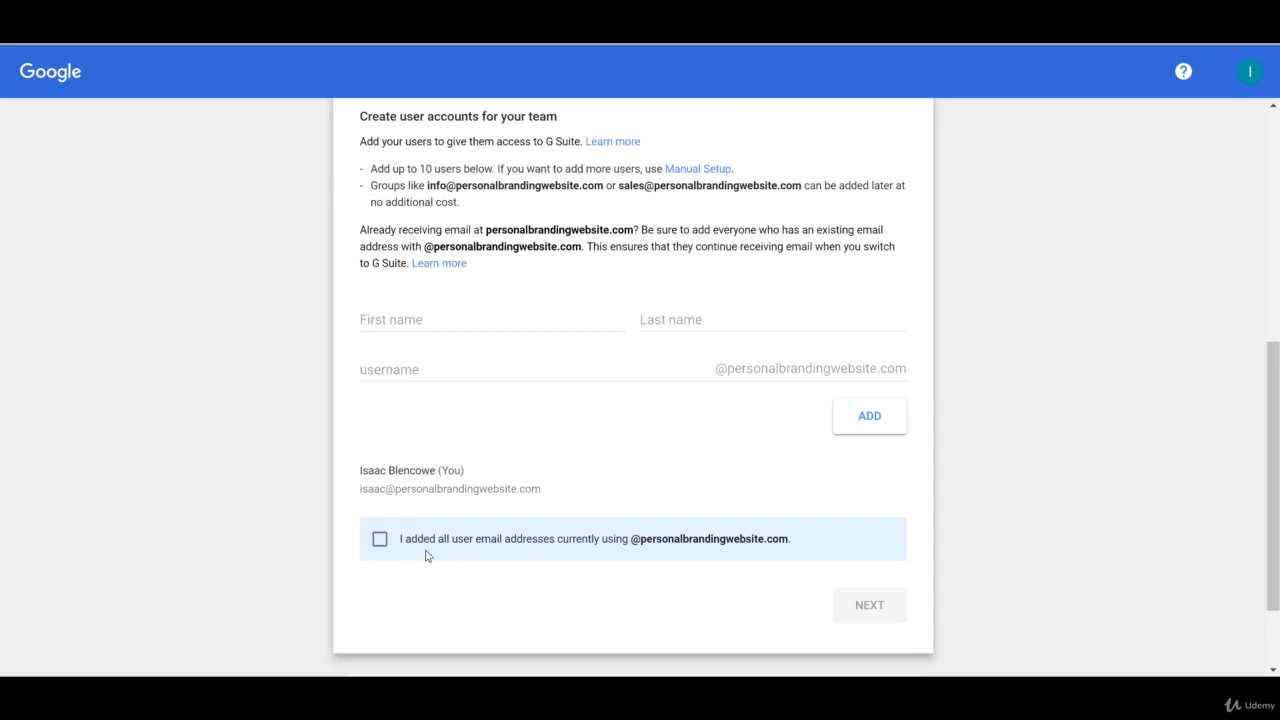 Google
?
I
Create user accounts for your team
Add your users to give them access to G Suite. Learn more
- Add up to 10 users below. If you want to add more users, use Manual Setup.
- Groups like info@personalbrandingwebsite.com or sales@personalbrandingwebsite.com can be added later at
no additional cost.
Already receiving email at personalbrandingwebsite.com? Be sure to add everyone who has an existing email
address with @personalbrandingwebsite.com. This ensures that they continue receiving email when you switch
to G Suite. Learn more
First name
Last name
username
@personalbrandingwebsite.com
ADD
Isaac Blencowe (You)
isaac@personalbrandingwebsite.com
I added all user email addresses currently using @personalbrandingwebsite.com.
NEXT
Udemy